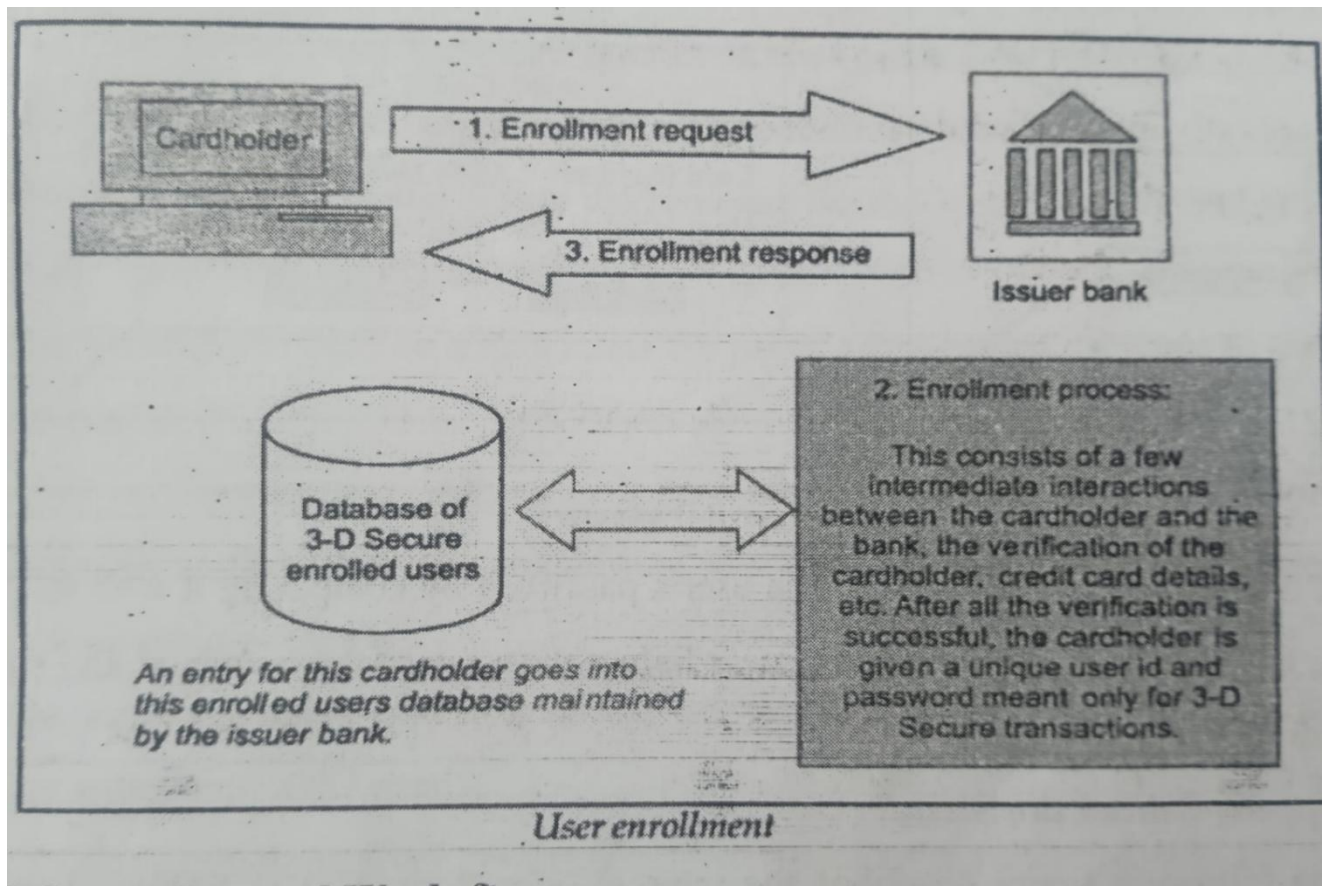 Cardholder
1. Enrollment request
3. Enrollment response
Issuer bank
2. Enrollment process:
This consists of a few
intermediate interactions
between the cardholder and the
bank, the verification of the
cardholder, credit card details,
etc. After all the verification is
successful, the cardholder is
given a unique user id and
password meant only for 3-D
Secure transactions.
Database of
3-D Secure
enrolled users
An entry for this cardholder goes into
this enrolled users database maintained
by the issuer bank.
User enrollment